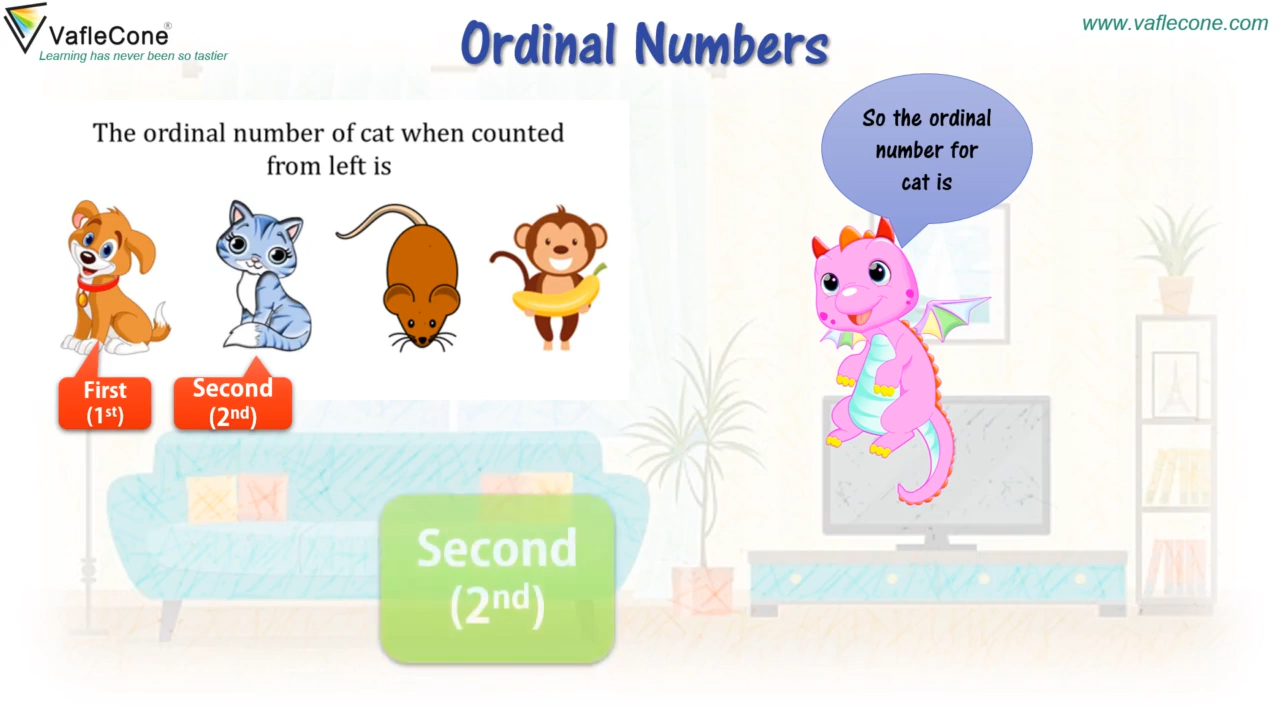 VafleCone®
Learning has never been so tastier
Ordinal Numbers
www.vaflecone.com
The ordinal number of cat when counted
from left is
So the ordinal
number for
cat is
First
(1st)
Second
(2nd)
Second
(2nd)